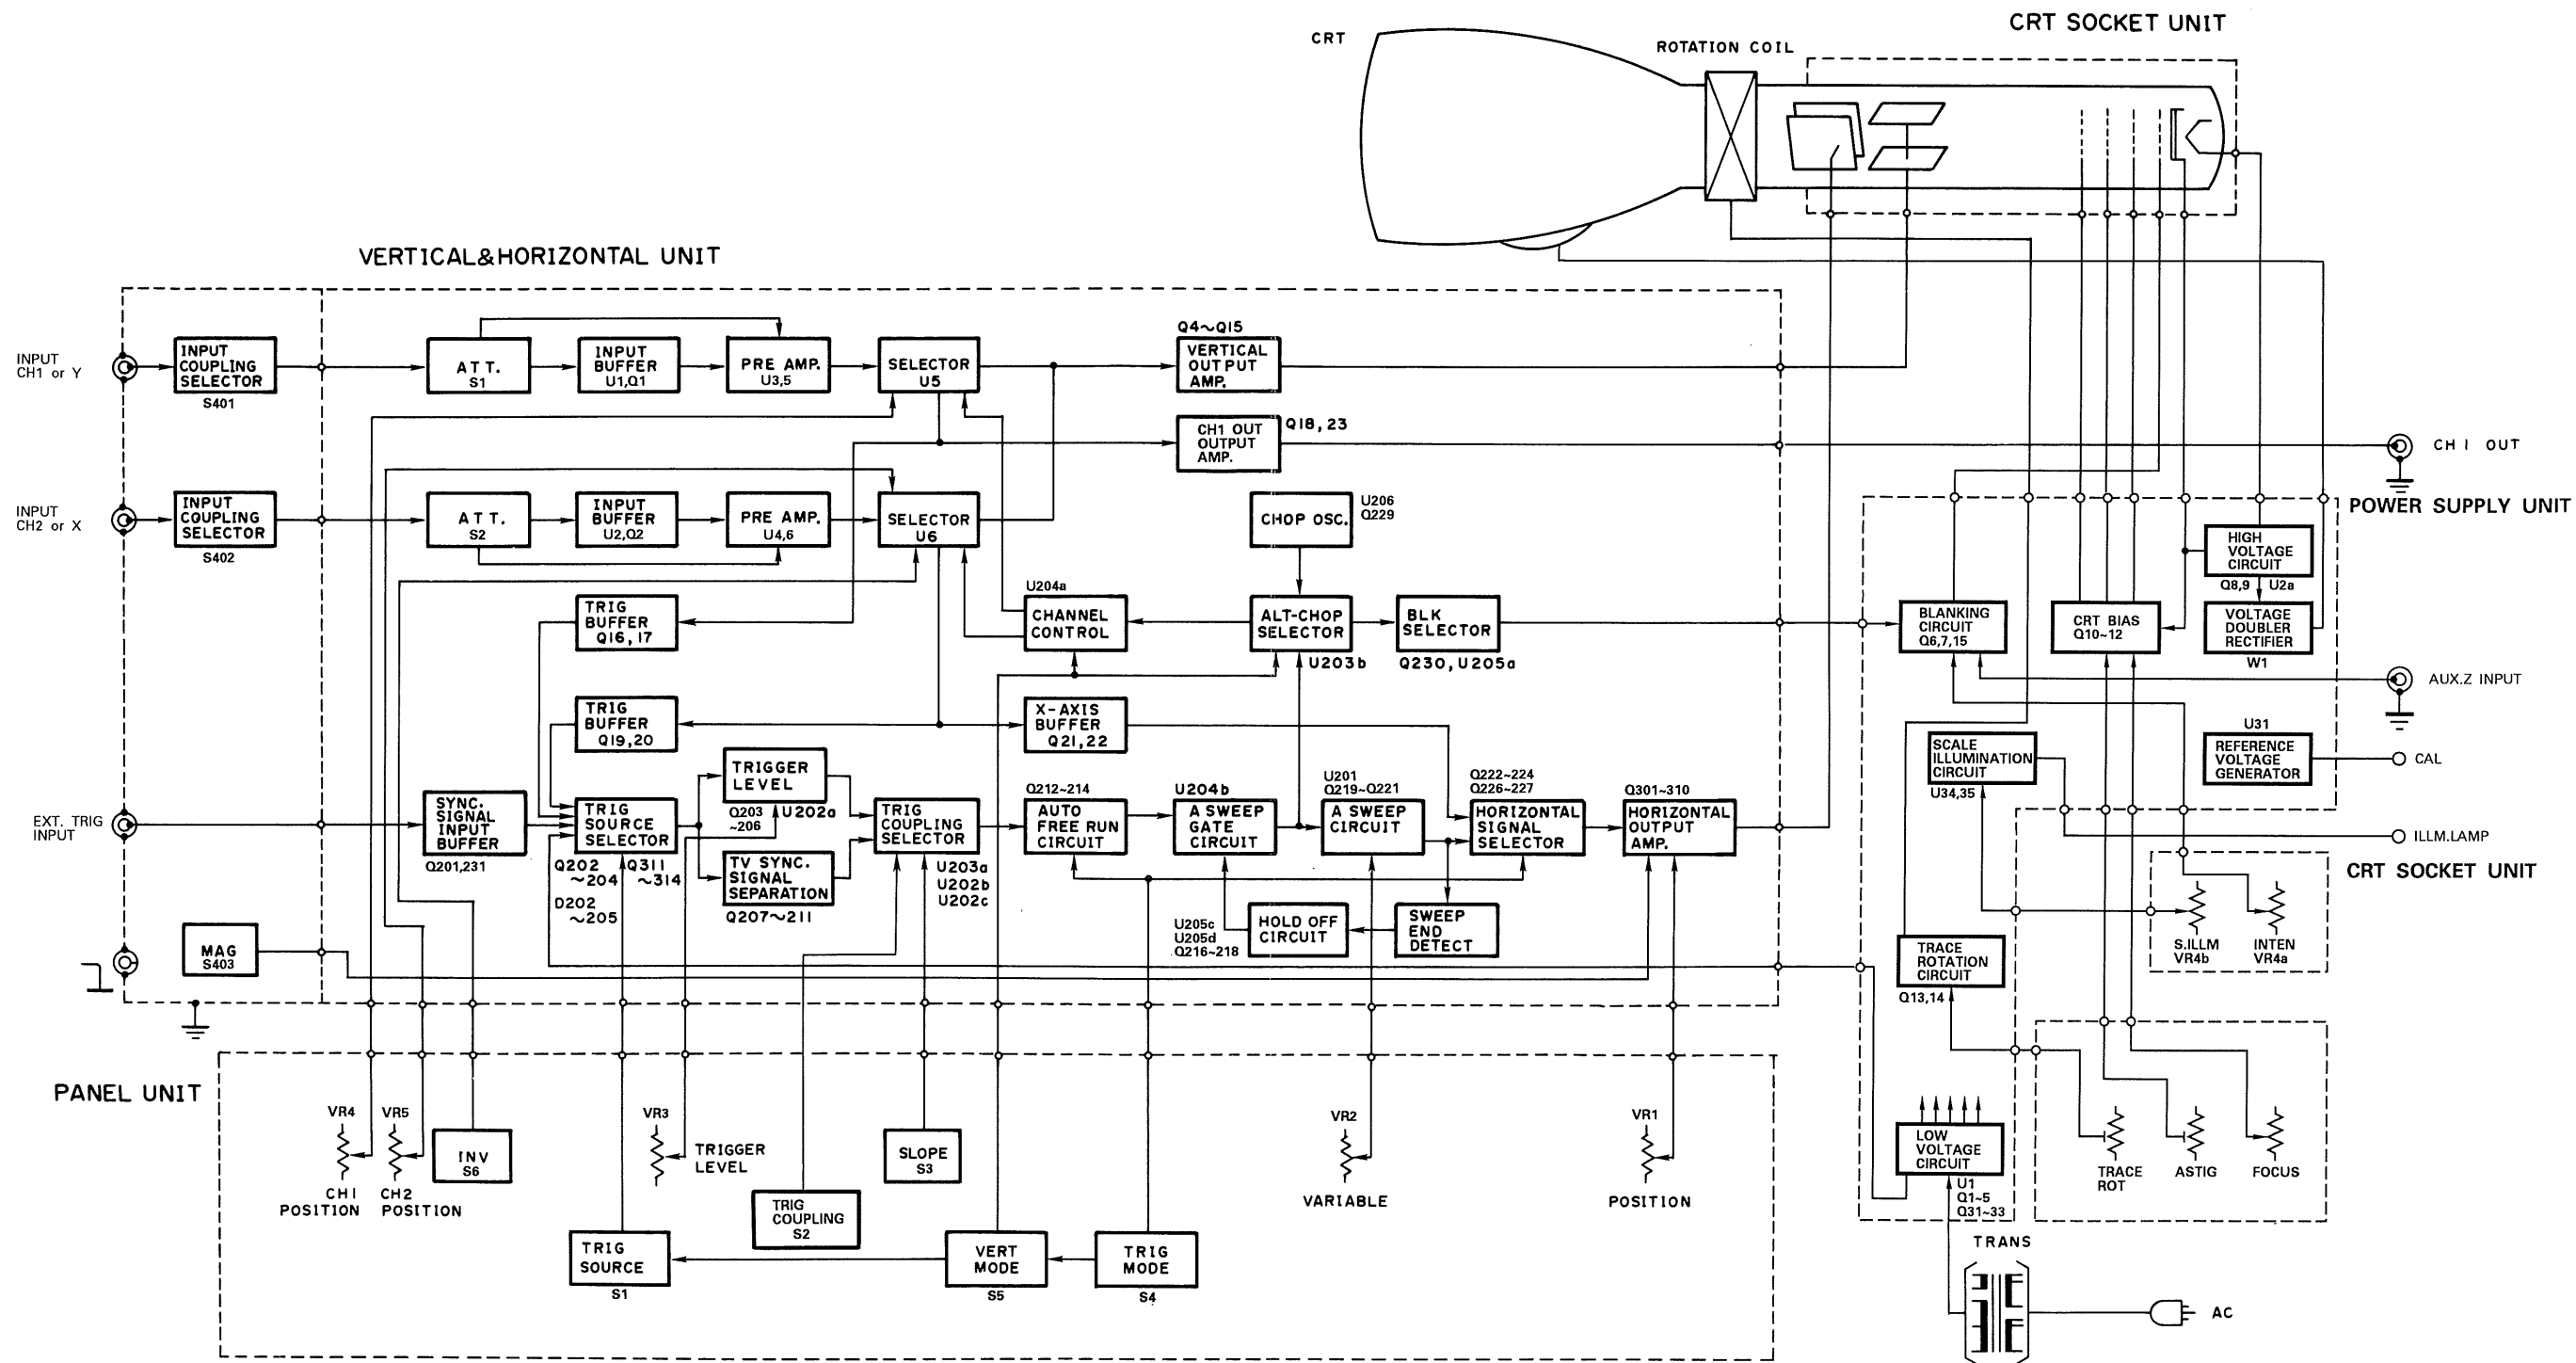 CRT SOCKET UNIT
CRT
ROTATION COIL
VERTICAL&HORIZONTAL UNIT
INPUT
CH1 or Y
INPUT
COUPLING
SELECTOR
S401
ATT.
S1
INPUT
BUFFER
U1,Q1
PRE AMP.
U3,5
SELECTOR
U5
Q4~Q15
VERTICAL
OUTPUT
AMP.
CH1 OUT
OUTPUT
AMP.
Q18,23
CH1 OUT
INPUT
CH2 or X
INPUT
COUPLING
SELECTOR
S402
ATT.
S2
INPUT
BUFFER
U2,Q2
PRE AMP.
U4,6
SELECTOR
U6
CHOP OSC.
U206
Q229
POWER SUPPLY UNIT
HIGH
VOLTAGE
CIRCUIT
Q8,9 U2a
TRIG
BUFFER
Q16,17
U204a
CHANNEL
CONTROL
ALT-CHOP
SELECTOR
U203b
BLK
SELECTOR
Q230,U205a
BLANKING
CIRCUIT
Q6,7,15
CRT BIAS
Q10~12
VOLTAGE
DOUBLER
RECTIFIER
W1
AUX.Z INPUT
TRIG
BUFFER
Q19,20
X-AXIS
BUFFER
Q21,22
SCALE
ILLUMINATION
CIRCUIT
U34,35
U31
REFERENCE
VOLTAGE
GENERATOR
CAL
EXT. TRIG
INPUT
SYNC.
SIGNAL
INPUT
BUFFER
Q201,231
TRIG
SOURCE
SELECTOR
Q202
~204
D202
~205
Q311
~314
TRIGGER
LEVEL
Q203
~206
U202a
TV SYNC.
SIGNAL
SEPARATION
Q207~211
TRIG
COUPLING
SELECTOR
U203a
U202b
U202c
Q212~214
AUTO
FREE RUN
CIRCUIT
U204b
A SWEEP
GATE
CIRCUIT
U201
Q219~Q221
A SWEEP
CIRCUIT
Q222~224
Q226~227
HORIZONTAL
SIGNAL
SELECTOR
Q301~310
HORIZONTAL
OUTPUT
AMP.
ILLM.LAMP
CRT SOCKET UNIT
MAG
S403
U205c
U205d
Q216~218
HOLD OFF
CIRCUIT
SWEEP
END
DETECT
TRACE
ROTATION
CIRCUIT
Q13,14
S.ILLM
VR4b
INTEN
VR4a
PANEL UNIT
VR4
CH1
POSITION
VR5
CH2
POSITION
INV
S6
VR3
TRIGGER
LEVEL
TRIG
COUPLING
S2
SLOPE
S3
VR2
VARIABLE
VR1
POSITION
LOW
VOLTAGE
CIRCUIT
U1
Q1~5
Q31~33
TRACE
ROT
ASTIG
FOCUS
TRIG
SOURCE
S1
VERT
MODE
S5
TRIG
MODE
S4
TRANS
AC